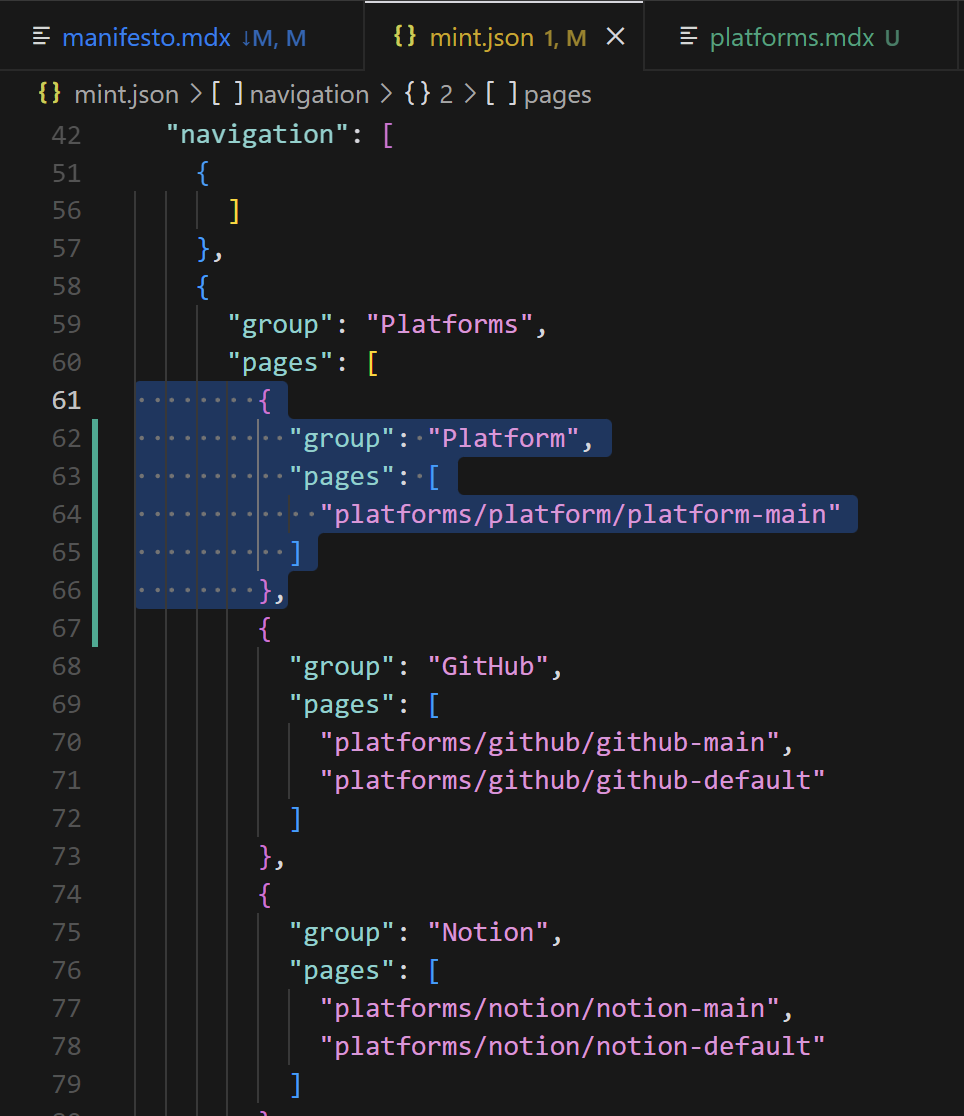 manifesto.mdx ↓M, M
{} mint.json 1, M ×
platforms.mdx U
{} mint.json > [ ] navigation > {} 2 > [ ] pages
42 "navigation": [
51 {
56 ]
57 },
58 {
59 "group": "Platforms",
60 "pages": [
61 {
62 "group": "Platform",
63 "pages": [
64 "platforms/platform/platform-main"
65 ]
66 },
67 {
68 "group": "GitHub",
69 "pages": [
70 "platforms/github/github-main",
71 "platforms/github/github-default"
72 ]
73 },
74 {
75 "group": "Notion",
76 "pages": [
77 "platforms/notion/notion-main",
78 "platforms/notion/notion-default"
79 ]